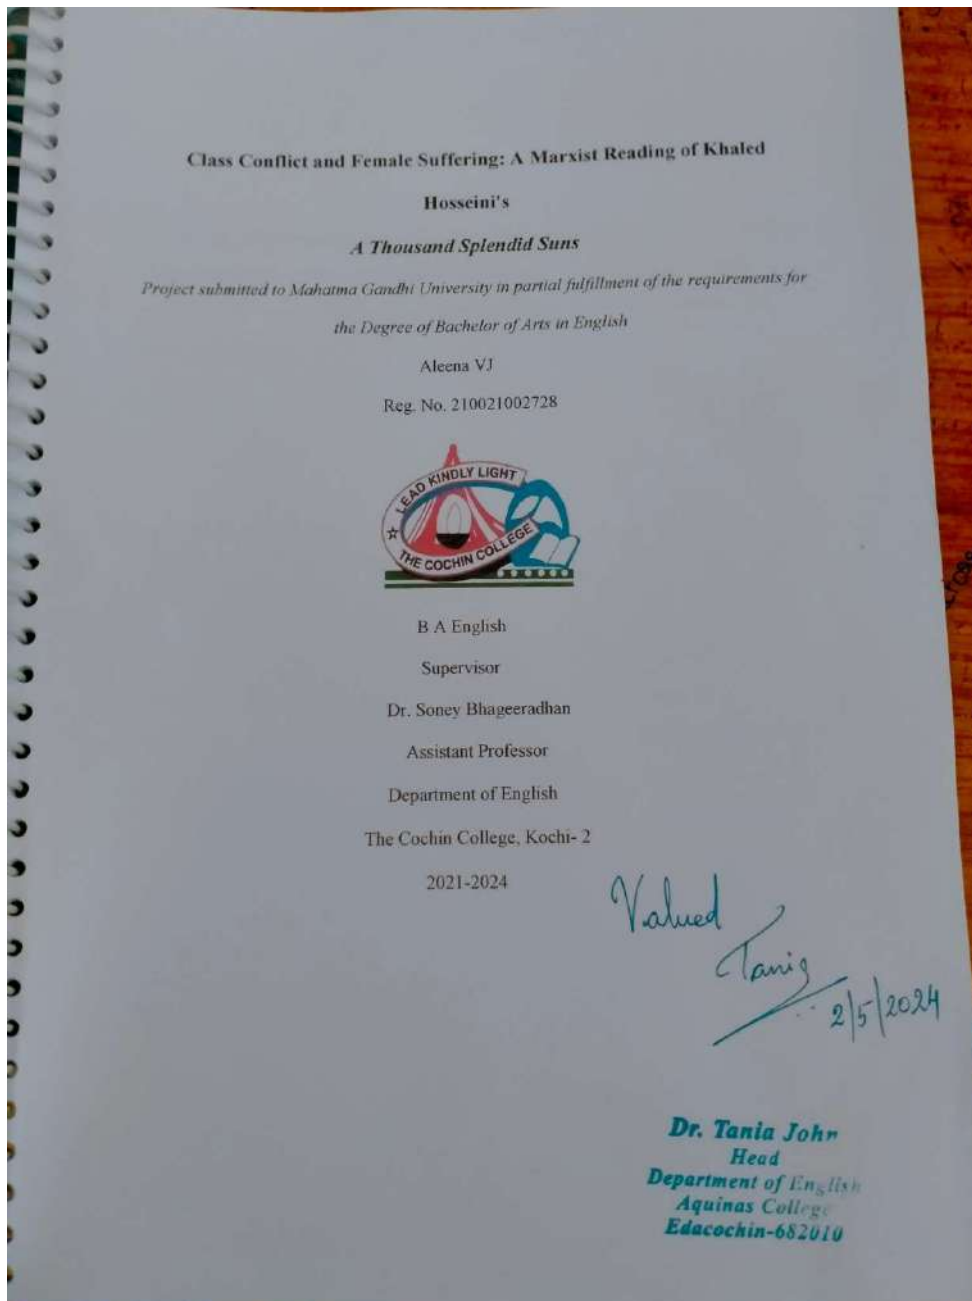 Class Conflict and Female Suffering: A Marxist Reading of Khaled
Hosseini's
A Thousand Splendid Suns
Project submitted to Mahatma Gandhi University in partial fulfillment of the requirements for
the Degree of Bachelor of Arts in English
Aleena VJ
Reg. No. 210021002728
LEAD KINDLY LIGHT
THE COCHIN COLLEGE
B A English
Supervisor
Dr. Soney Bhageeradhan
Assistant Professor
Department of English
The Cochin College, Kochi- 2
2021-2024
Valued
Tania
2/5/2024
Dr. Tania John
Head
Department of English
Aquinas College
Edacochin-682010